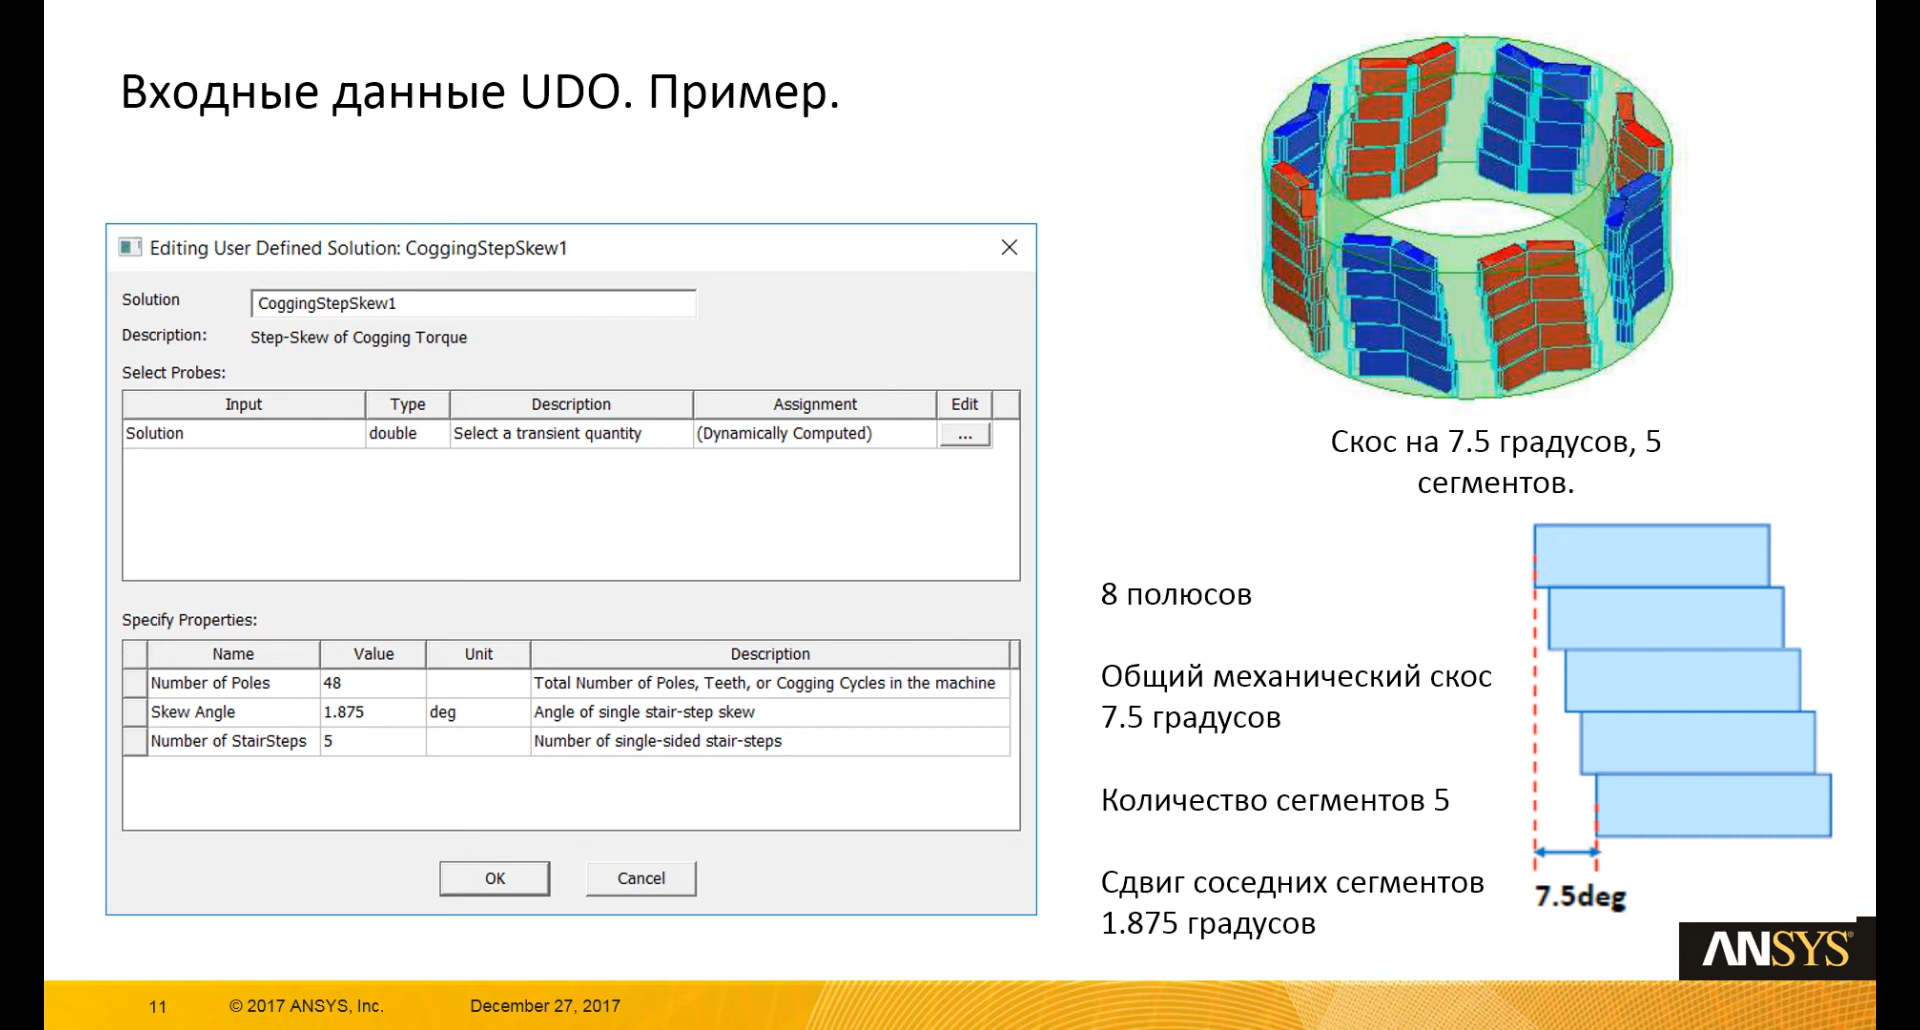 Входные данные UDO. Пример.
Editing User Defined Solution: CoggingStepSkew1
Solution CoggingStepSkew1
Description: Step-Skew of Cogging Torque
Select Probes:
Input Type Description Assignment Edit
Solution double Select a transient quantity (Dynamically Computed) ...
Specify Properties:
Name Value Unit Description
Number of Poles 48 Total Number of Poles, Teeth, or Cogging Cycles in the machine
Skew Angle 1.875 deg Angle of single stair-step skew
Number of StairSteps 5 Number of single-sided stair-steps
OK Cancel
Скос на 7.5 градусов, 5
сегментов.
8 полюсов
Общий механический скос
7.5 градусов
Количество сегментов 5
Сдвиг соседних сегментов
1.875 градусов
7.5deg
ANSYS®
11 © 2017 ANSYS, Inc. December 27, 2017